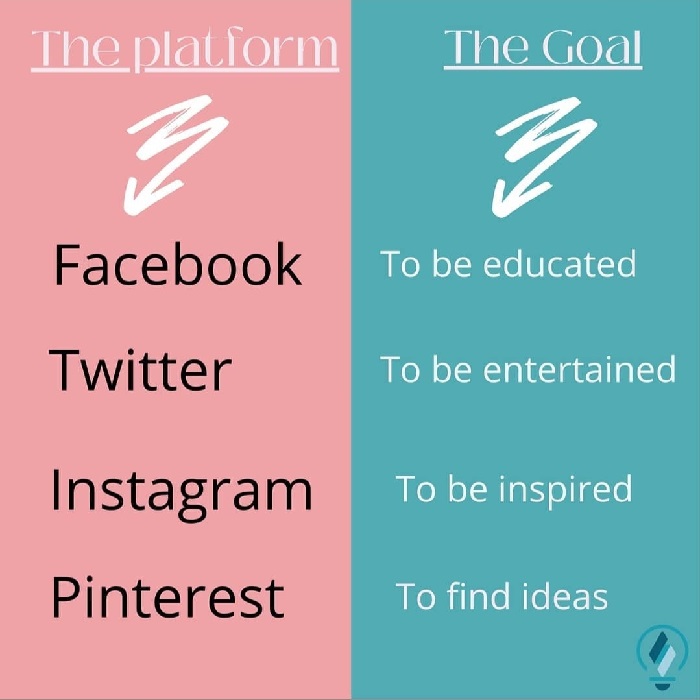 The platform
The Goal
Facebook
To be educated
Twitter
To be entertained
Instagram
To be inspired
Pinterest
To find ideas